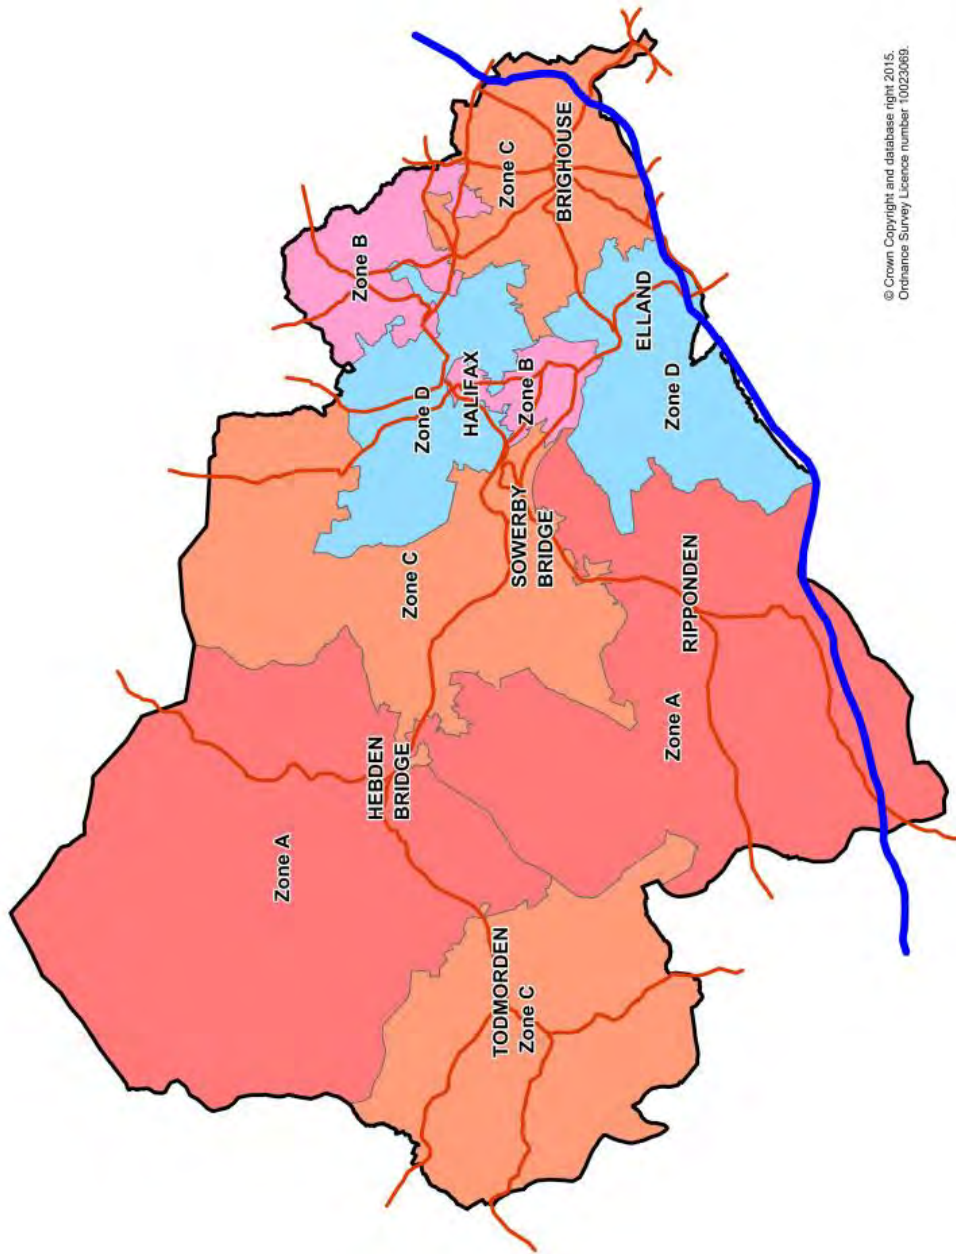 Zone A
HEBDEN
BRIDGE
TODMORDEN
Zone C
Zone C
Zone B
Zone D
HALIFAX
Zone B
Zone C
BRIGHOUSE
SOWERBY
BRIDGE
ELLAND
Zone D
RIPPONDEN
Zone A
© Crown Copyright and database right 2015.
Ordnance Survey Licence number 10023069.